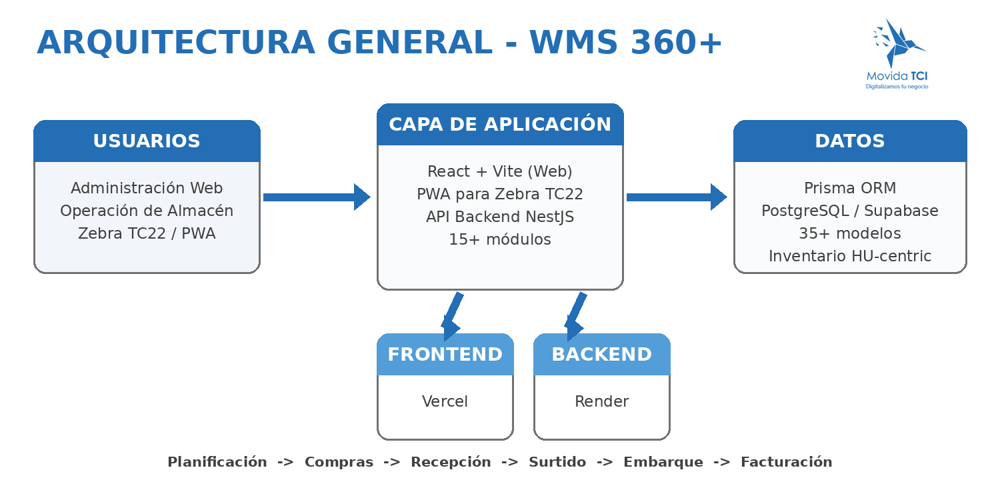 ARQUITECTURA GENERAL - WMS 360+
Movida TCI
Digitalizamos tu negocio
USUARIOS
Administración Web
Operación de Almacén
Zebra TC22 / PWA
CAPA DE APLICACIÓN
React + Vite (Web)
PWA para Zebra TC22
API Backend NestJS
15+ módulos
DATOS
Prisma ORM
PostgreSQL / Supabase
35+ modelos
Inventario HU-centric
FRONTEND
Vercel
BACKEND
Render
Planificación -> Compras -> Recepción -> Surtido -> Embarque -> Facturación